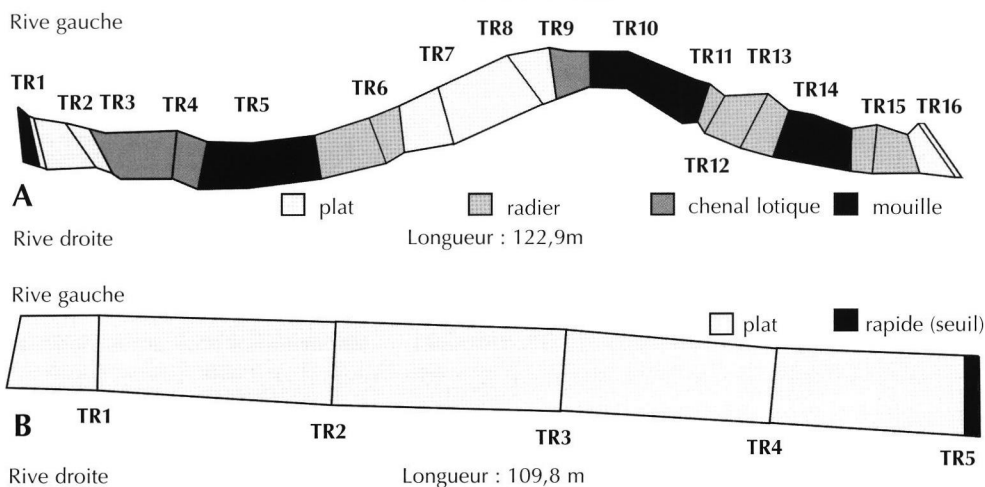 Rive gauche
TR1 TR2 TR3 TR4 TR5 TR6 TR7 TR8 TR9 TR10 TR11 TR13 TR14 TR15 TR16
TR12
A
plat radier chenal lotique mouille
Rive droite Longueur : 122,9m
Rive gauche
plat rapide (seuil)
TR1 TR2 TR3 TR4 TR5
B
Rive droite Longueur : 109,8 m